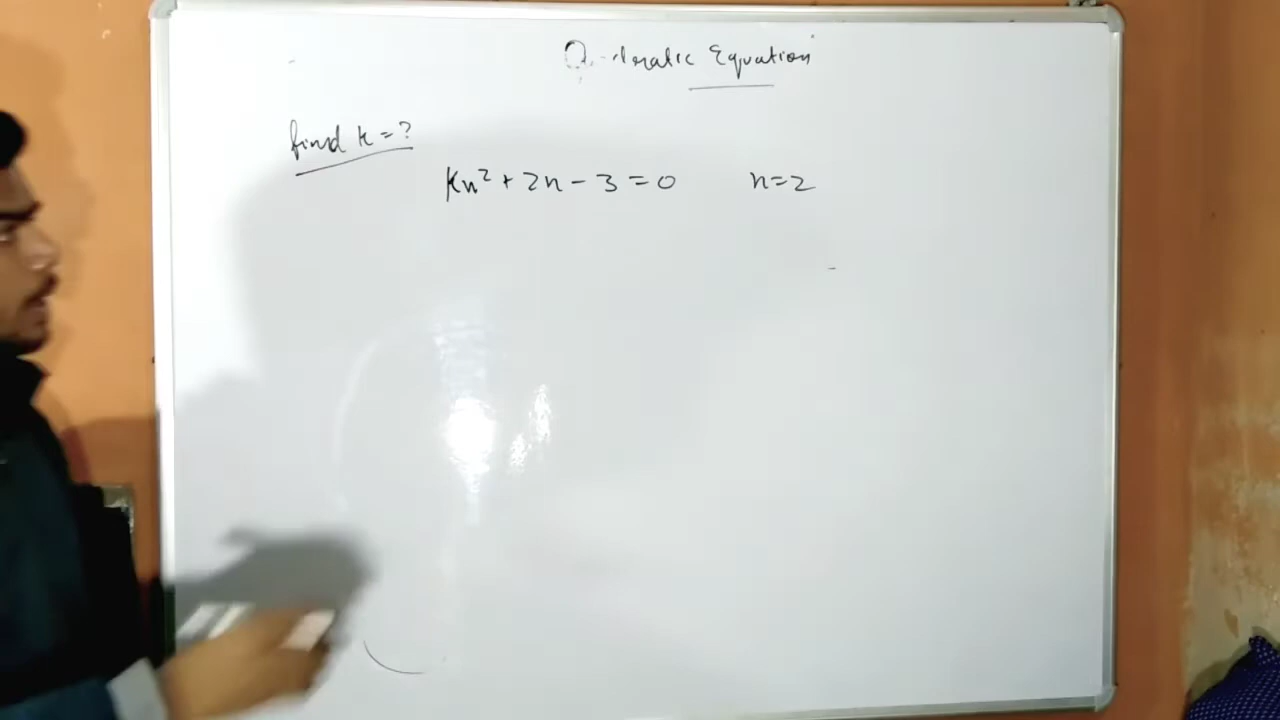 Quadratic Equation
find k = ?
Kx² + 2x - 3 = 0 x = 2